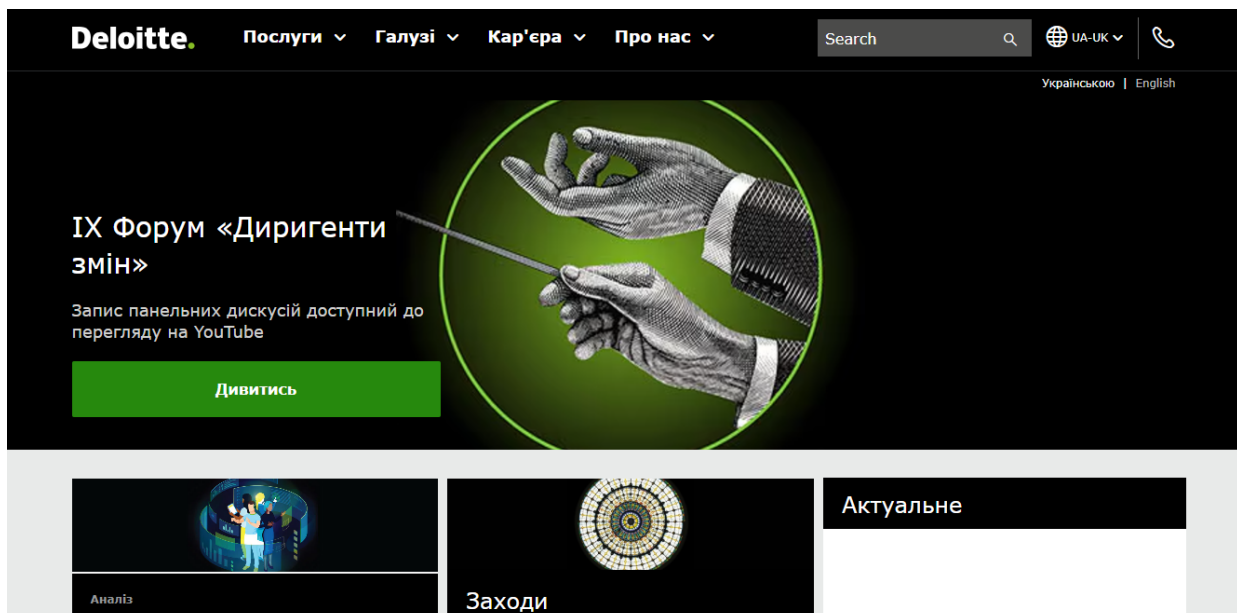 Deloitte.
Послуги
Галузі
Кар'єра
Про нас
Search
UA-UK
Українською | English
IX Форум «Диригенти
змін»
Запис панельних дискусій доступний до
перегляду на YouTube
Дивитись
Аналіз
Заходи
Актуальне